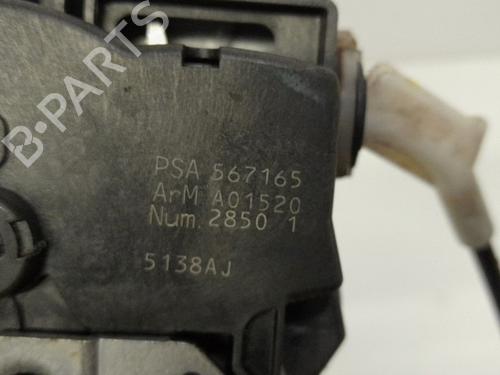 B-PARTS
PSA 567165
ArM A01520
Num. 2850 1
5138AJ